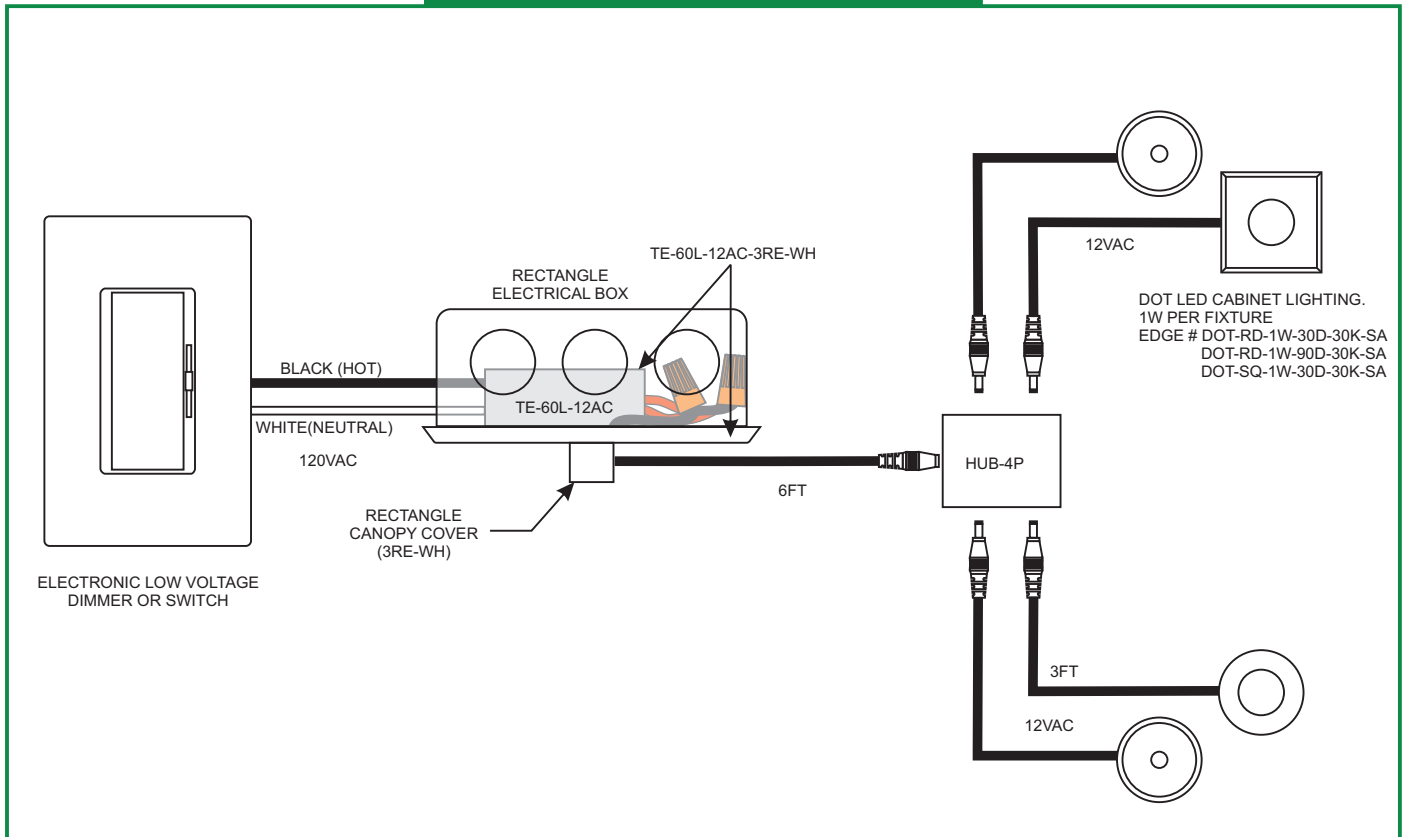 TE-60L-12AC-3RE-WH
RECTANGLE
ELECTRICAL BOX
BLACK (HOT)
TE-60L-12AC
WHITE(NEUTRAL)
120VAC
6FT
RECTANGLE
CANOPY COVER
(3RE-WH)
ELECTRONIC LOW VOLTAGE
DIMMER OR SWITCH
HUB-4P
12VAC
DOT LED CABINET LIGHTING.
1W PER FIXTURE
EDGE # DOT-RD-1W-30D-30K-SA
DOT-RD-1W-90D-30K-SA
DOT-SQ-1W-30D-30K-SA
3FT
12VAC